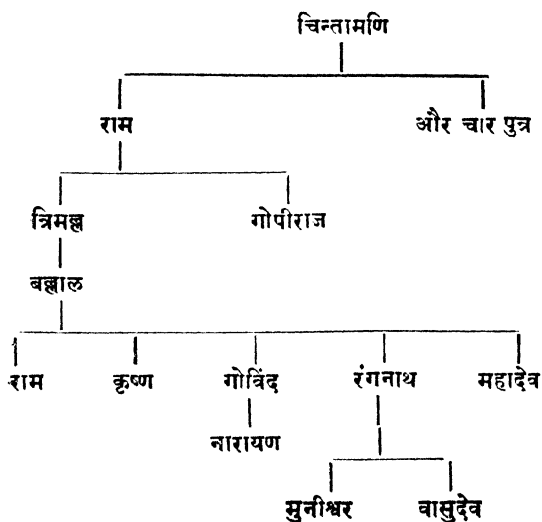 चिन्तामणि
राम और चार पुत्र
त्रिमल्ल गोपीराज
बल्लाल
राम कृष्ण गोविंद रंगनाथ महादेव
नारायण
मुनीश्वर वासुदेव